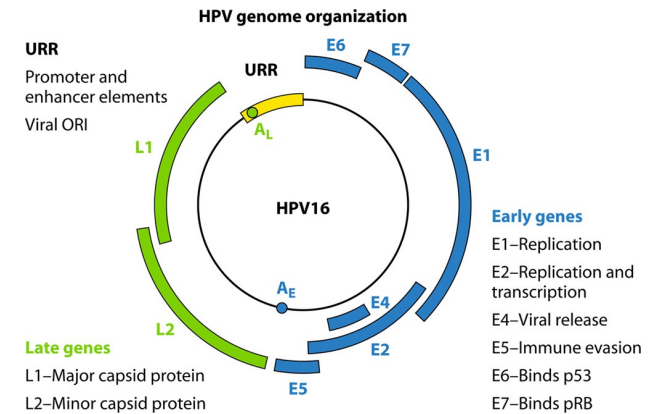 HPV genome organization
URR
Promoter and
enhancer elements
Viral ORI
URR
E6
E7
AL
L1
E1
HPV16
AE
E4
L2
E2
E5
Early genes
E1–Replication
E2–Replication and
transcription
E4–Viral release
E5–Immune evasion
E6–Binds p53
E7–Binds pRB
Late genes
L1–Major capsid protein
L2–Minor capsid protein